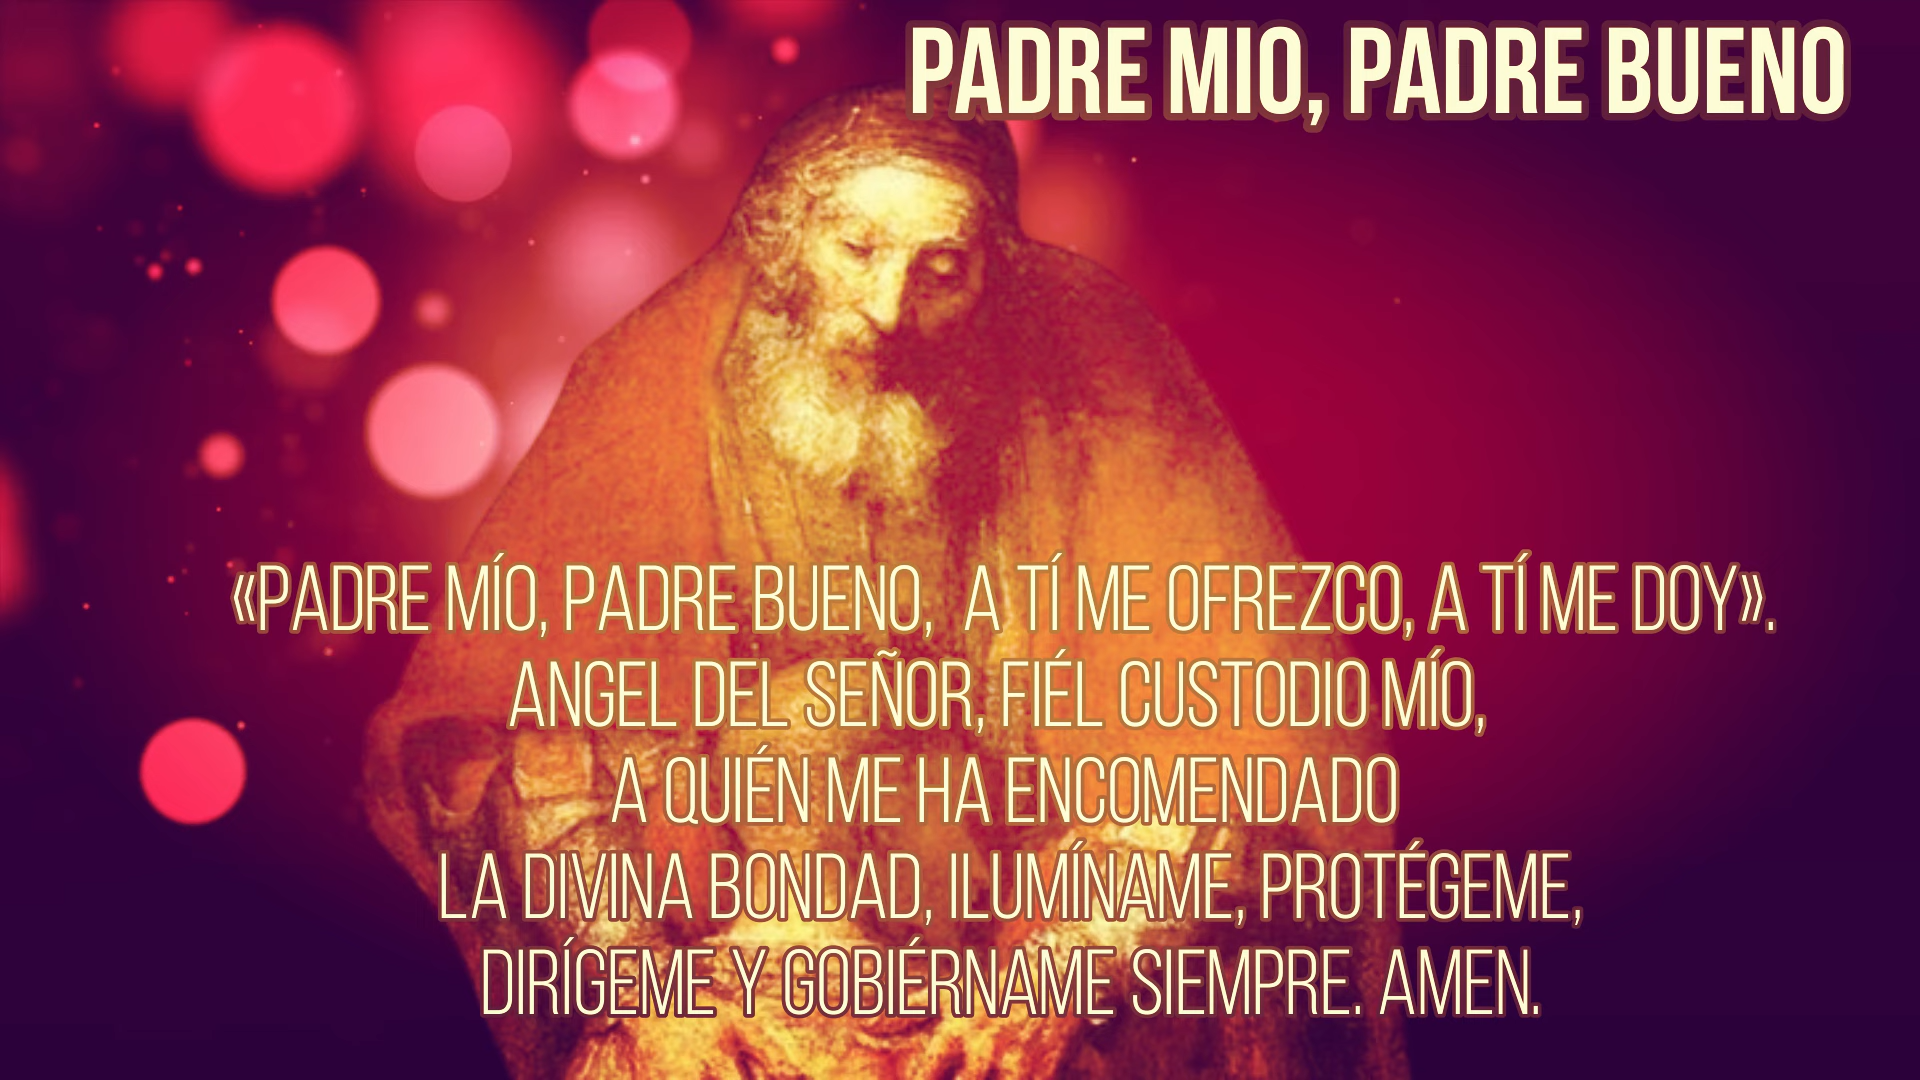 PADRE MIO, PADRE BUENO
«PADRE MÍO, PADRE BUENO, A TÍ ME OFREZCO, A TÍ ME DOY».
ANGEL DEL SEÑOR, FIÉL CUSTODIO MÍO,
A QUIÉN ME HA ENCOMENDADO
LA DIVINA BONDAD, ILUMÍNAME, PROTÉGEME,
DIRÍGEME Y GOBIÉRNAME SIEMPRE. AMEN.